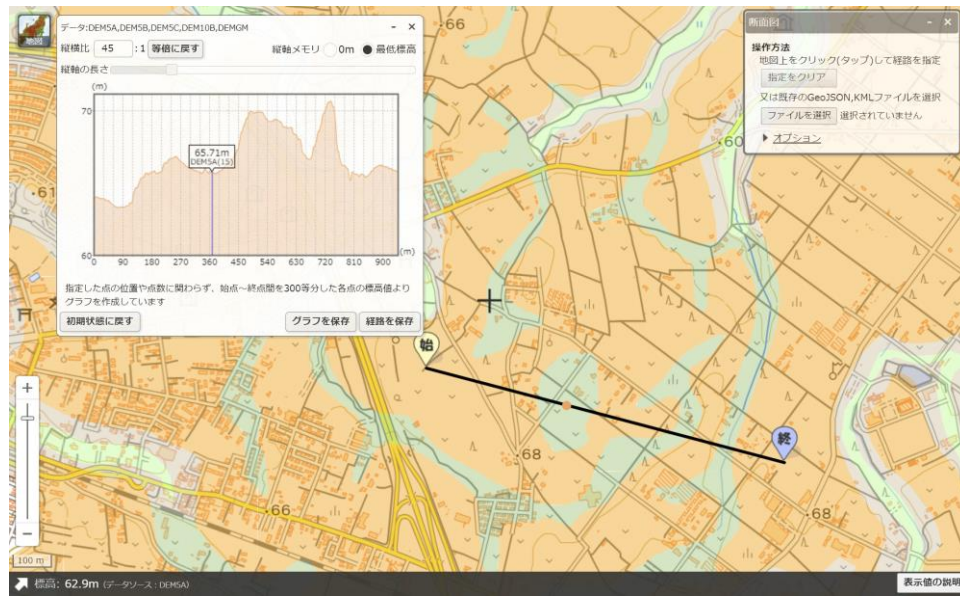 地図
データ:DEM5A,DEM5B,DEM5C,DEM10B,DEMGM
- ×
縦横比 45 :1 等倍に戻す 縦軸メモリ 0m 最低標高
縦軸の長さ
(m)
70
65.71m
DEM5A(15)
60
0 90 180 270 360 450 540 630 720 810 900
(m)
指定した点の位置や点数に関わらず、始点～終点間を300等分した各点の標高値より
グラフを作成しています
初期状態に戻す グラフを保存 経路を保存
断面図 - ×
操作方法
地図上をクリック(タップ)して経路を指定
指定をクリア
又は既存のGeoJSON,KMLファイルを選択
ファイルを選択 選択されていません
オプション
66
60
61
始
終
68
68
66
+
-
100 m
標高: 62.9m (データソース:DEM5A)
表示値の説明